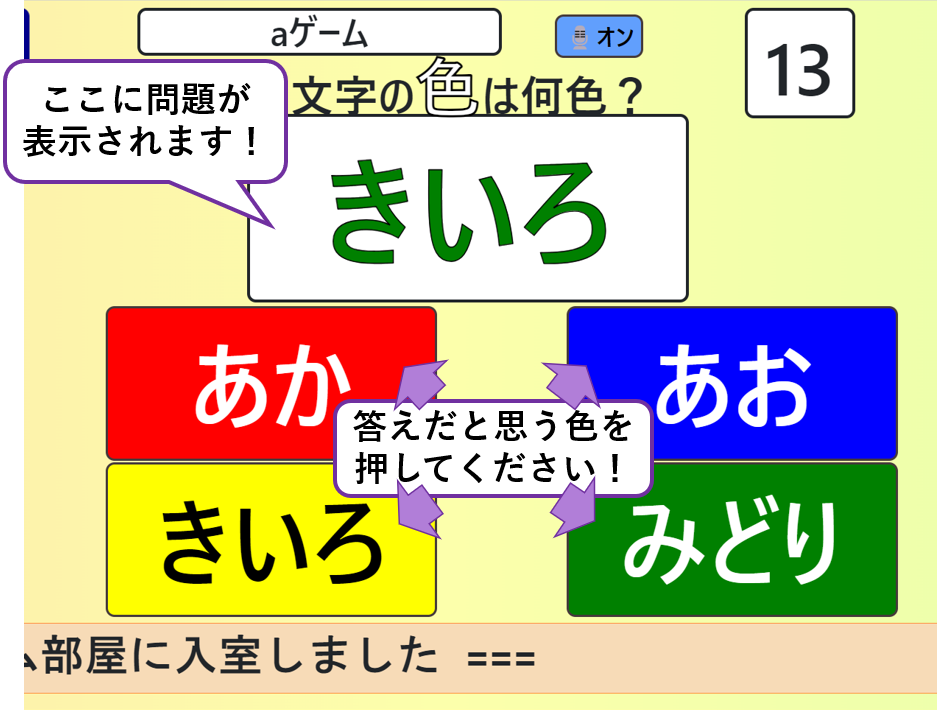 aゲーム
オン
13
ここに問題が
表示されます！
文字の色は何色？
きいろ
あか
あお
答えだと思う色を
押してください！
きいろ
みどり
部屋に入室しました ===